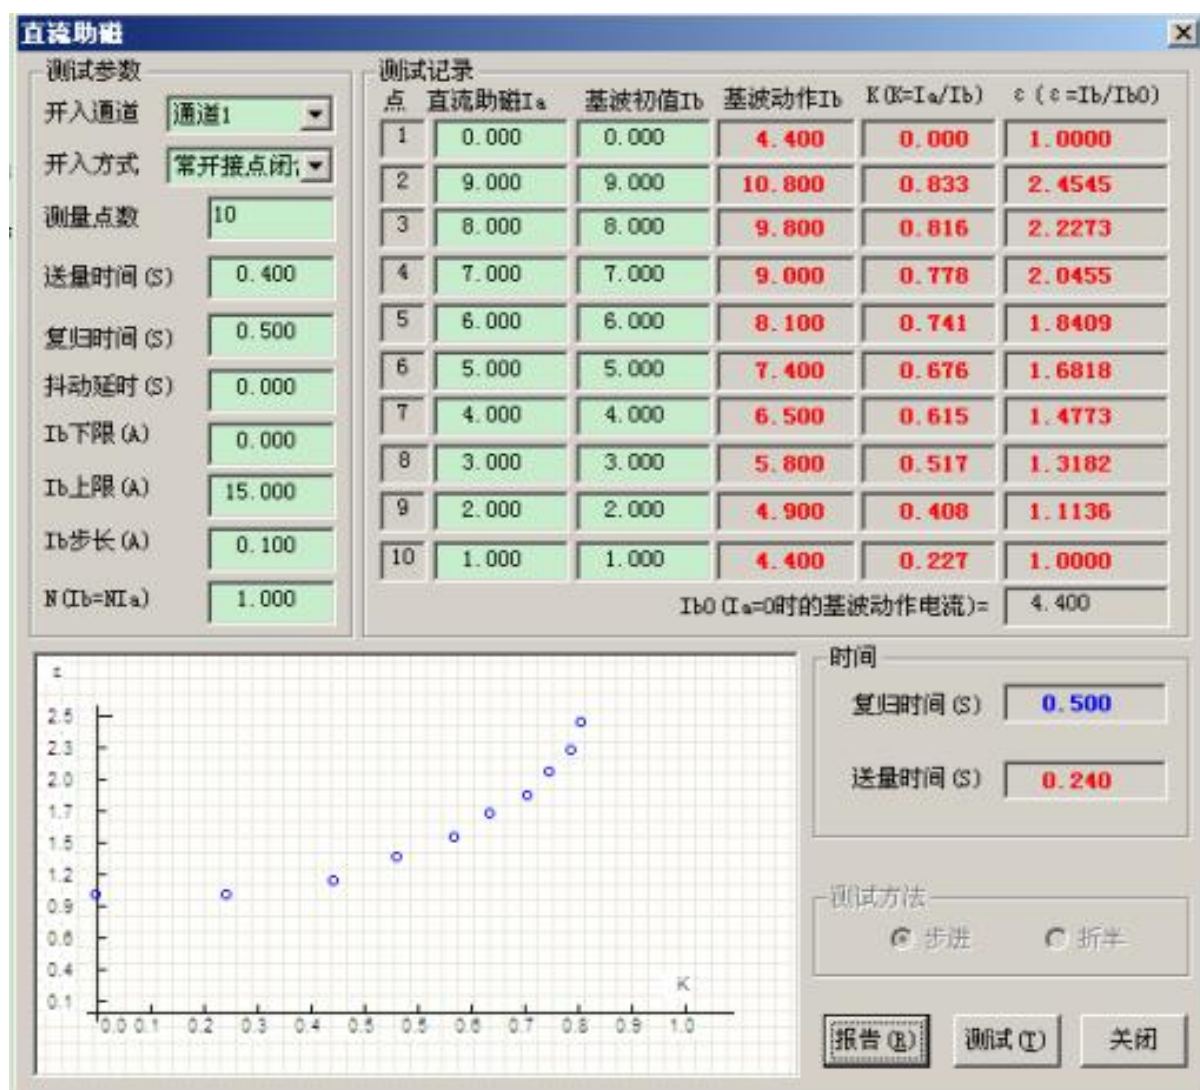 直流助磁
测试参数
开入通道 通道1
开入方式 常开接点闭
测量点数 10
送量时间(S) 0.400
复归时间(S) 0.500
抖动延时(S) 0.000
Ib下限(A) 0.000
Ib上限(A) 15.000
Ib步长(A) 0.100
N(Ib=NIa) 1.000
测试记录
点 直流助磁Ia 基波初值Ib 基波动作Ib K(K=Ia/Ib) ε(ε=Ib/Ib0)
1 0.000 0.000 4.400 0.000 1.0000
2 9.000 9.000 10.800 0.833 2.4545
3 8.000 8.000 9.800 0.816 2.2273
4 7.000 7.000 9.000 0.778 2.0455
5 6.000 6.000 8.100 0.741 1.8409
6 5.000 5.000 7.400 0.676 1.6818
7 4.000 4.000 6.500 0.615 1.4773
8 3.000 3.000 5.800 0.517 1.3182
9 2.000 2.000 4.900 0.408 1.1136
10 1.000 1.000 4.400 0.227 1.0000
Ib0(Ia=0时的基波动作电流)= 4.400
ε
2.5
2.3
2.0
1.7
1.5
1.2
0.9
0.6
0.4
0.1
K
0.0 0.1 0.2 0.3 0.4 0.5 0.5 0.6 0.7 0.8 0.9 1.0
时间
复归时间(S) 0.500
送量时间(S) 0.240
测试方法
步进 折半
报告(R) 测试(T) 关闭